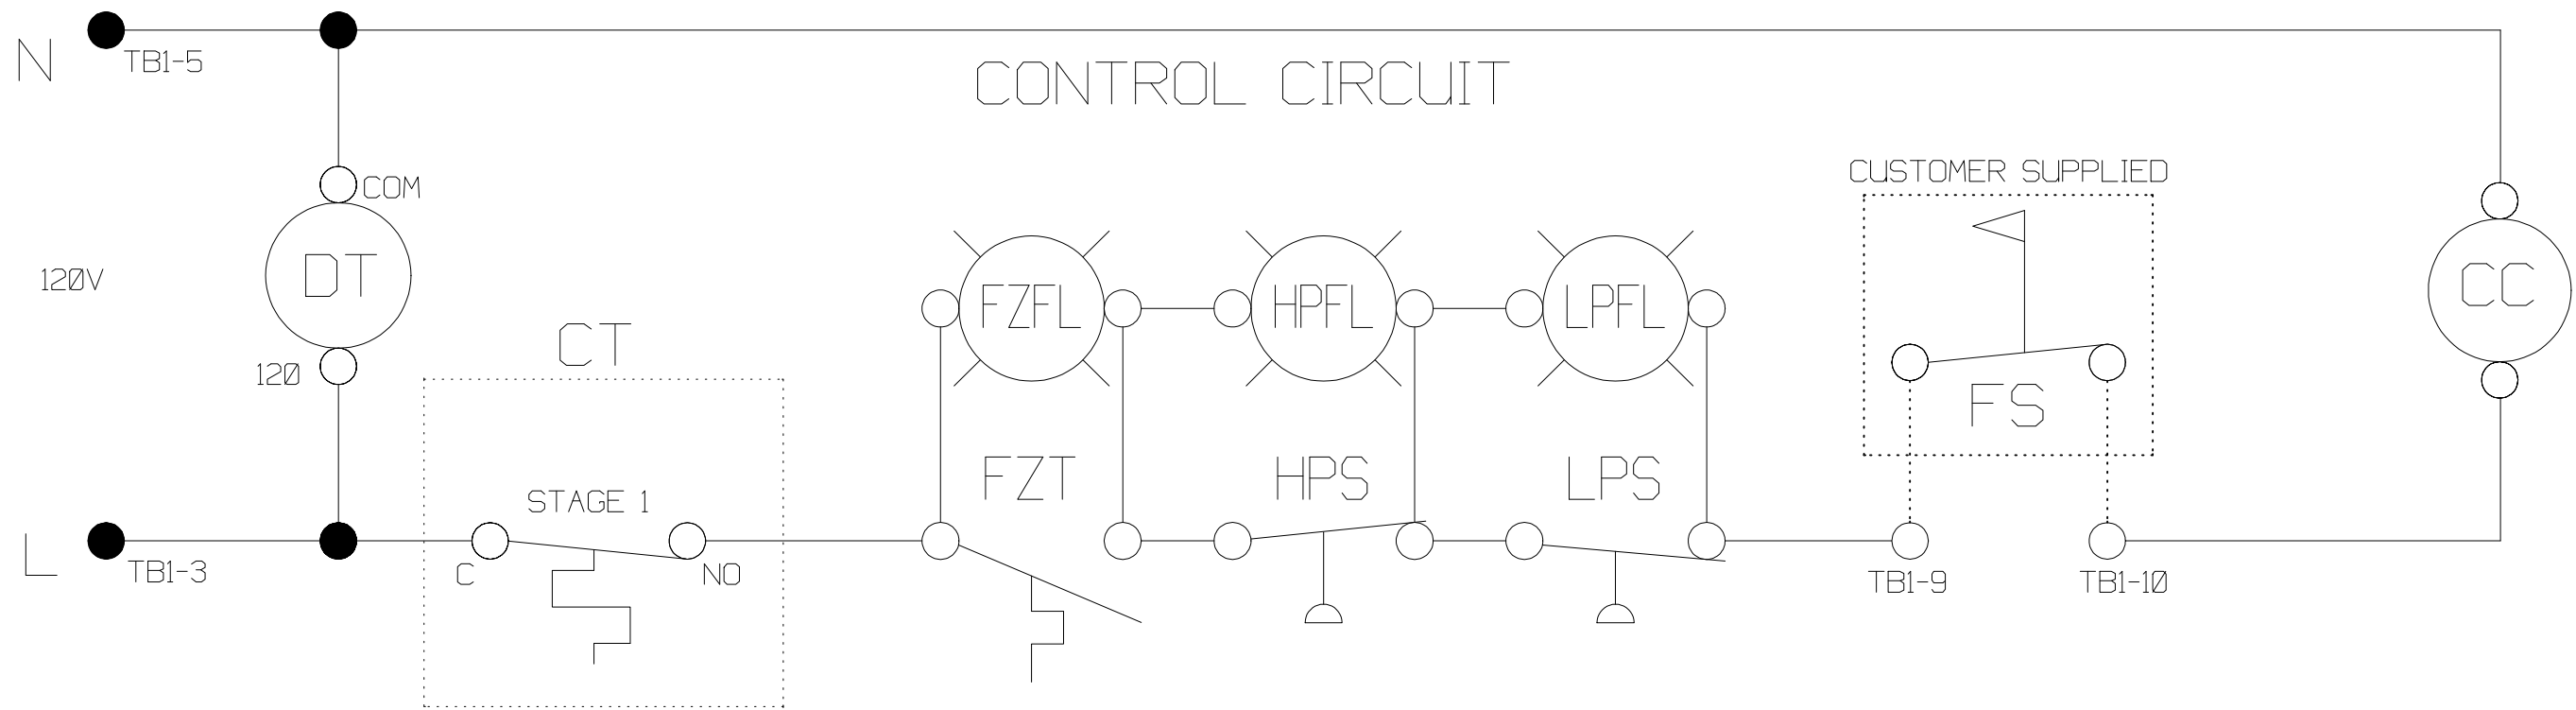 N
TB1-5
CONTROL CIRCUIT
CUSTOMER SUPPLIED
COM
DT
120V
120
CT
FZFL
HPFL
LPFL
CC
FS
FZT
HPS
LPS
STAGE 1
L
TB1-3
C
NO
TB1-9
TB1-10